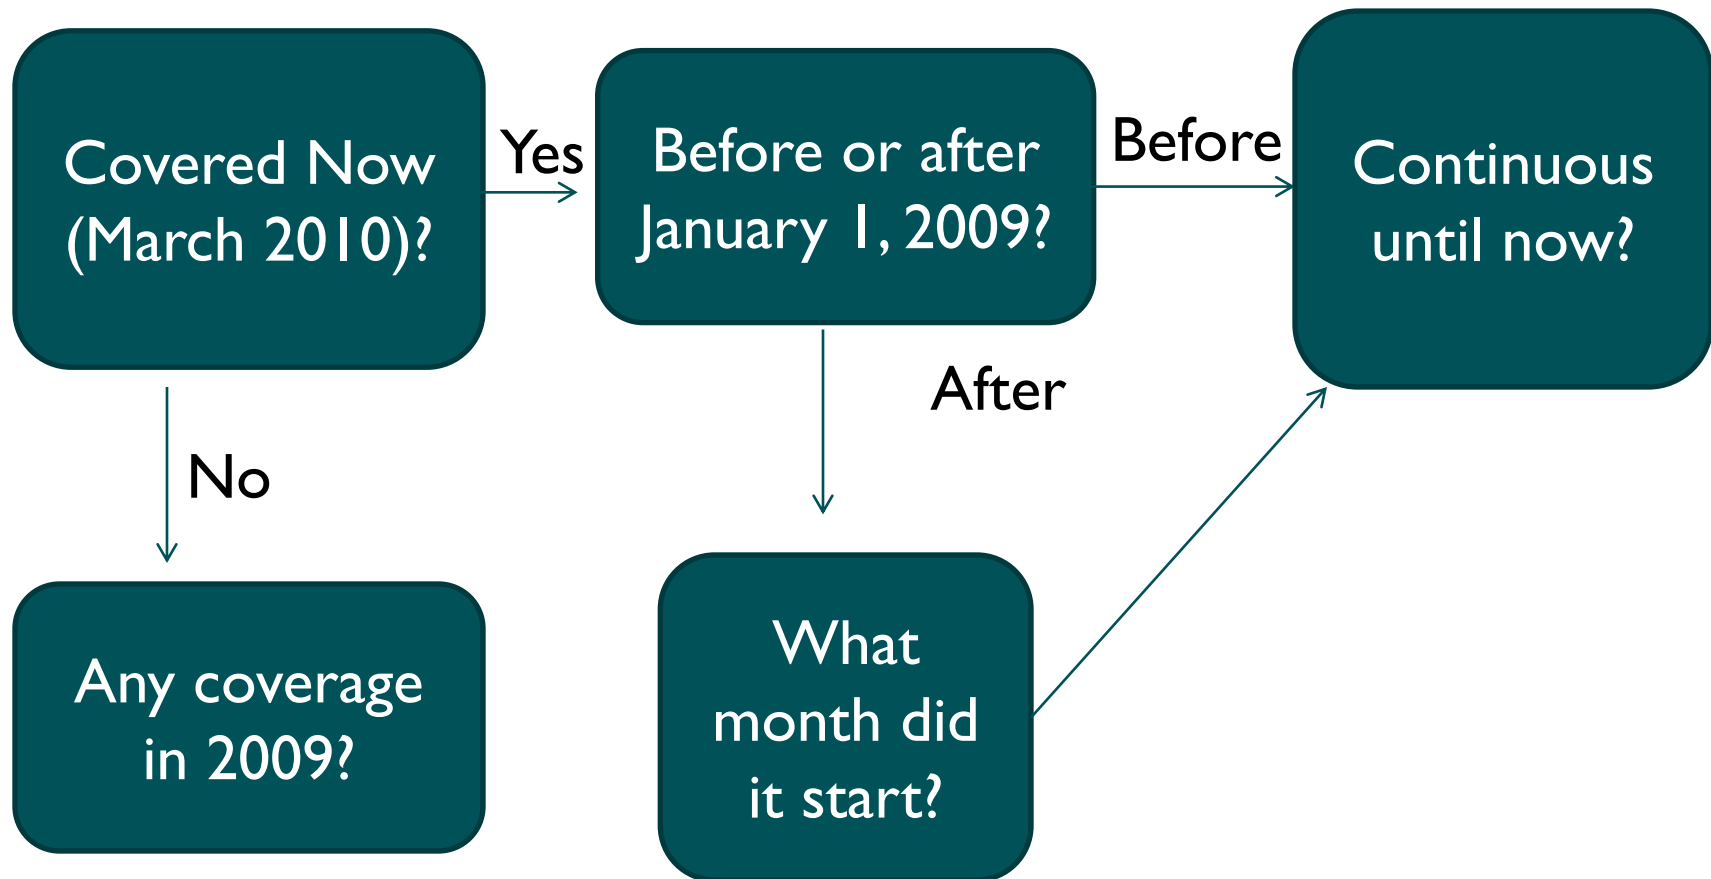 Covered Now
(March 2010)?
Yes
Before or after
January 1, 2009?
Before
Continuous
until now?
No
After
Any coverage
in 2009?
What
month did
it start?